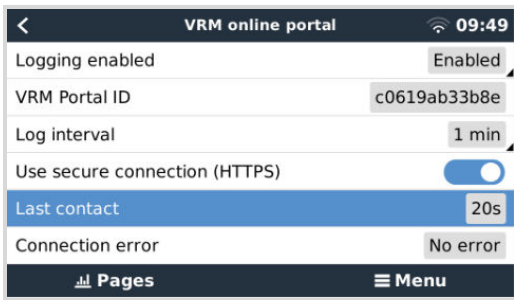 VRM online portal 09:49
Logging enabled Enabled
VRM Portal ID c0619ab33b8e
Log interval 1 min
Use secure connection (HTTPS)
Last contact 20s
Connection error No error
Pages Menu